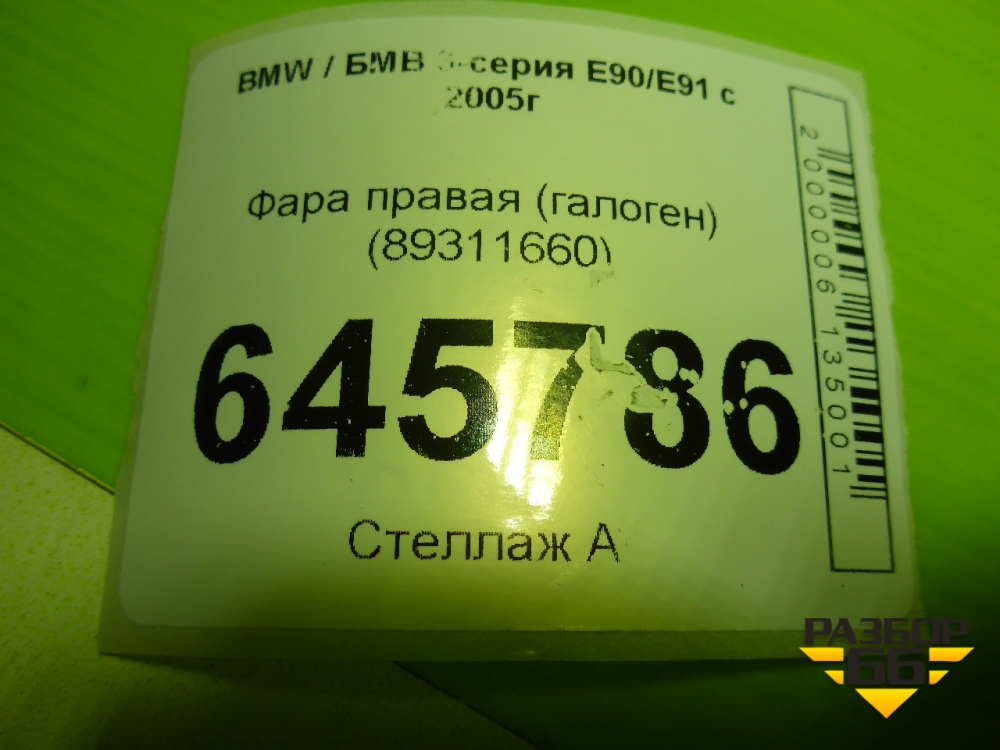 BMW / БМВ 3-серия E90/E91 с
2005г
Фара правая (галоген)
(89311660)
645786
Стеллаж А
2000006135001
РАЗБОР
66